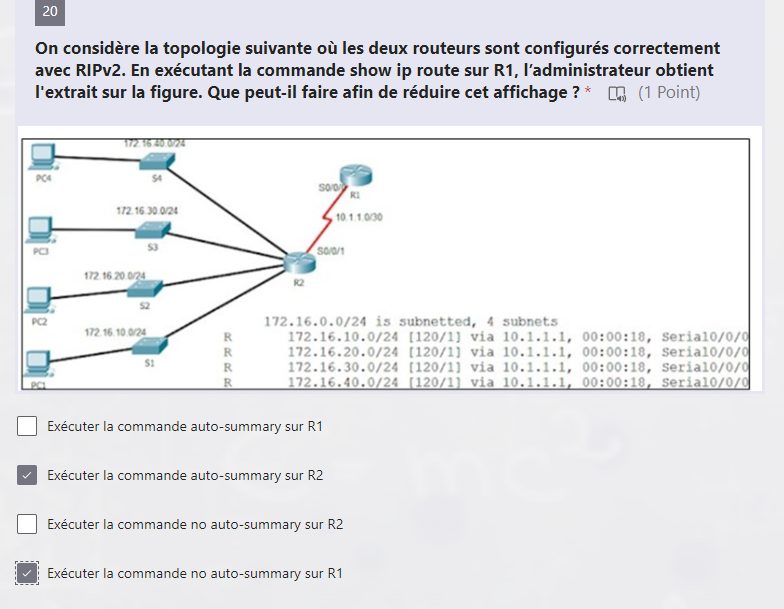 20
On considère la topologie suivante où les deux routeurs sont configurés correctement
avec RIPv2. En exécutant la commande show ip route sur R1, l'administrateur obtient
l'extrait sur la figure. Que peut-il faire afin de réduire cet affichage ? * (1 Point)
172.16.40.0/24
PC4
S4
S0/0/
R1
172.16.30.0/24
10.1.1.0/30
PC3
S3
S0/0/1
172.16.20.0/24
R2
PC2
S2
172.16.0.0/24 is subnetted, 4 subnets
172.16.10.0/24
R 172.16.10.0/24 [120/1] via 10.1.1.1, 00:00:18, Serial0/0/0
R 172.16.20.0/24 [120/1] via 10.1.1.1, 00:00:18, Serial0/0/0
S1
R 172.16.30.0/24 [120/1] via 10.1.1.1, 00:00:18, Serial0/0/0
PC1
R 172.16.40.0/24 [120/1] via 10.1.1.1, 00:00:18, Serial0/0/0
Exécuter la commande auto-summary sur R1
Exécuter la commande auto-summary sur R2
Exécuter la commande no auto-summary sur R2
Exécuter la commande no auto-summary sur R1